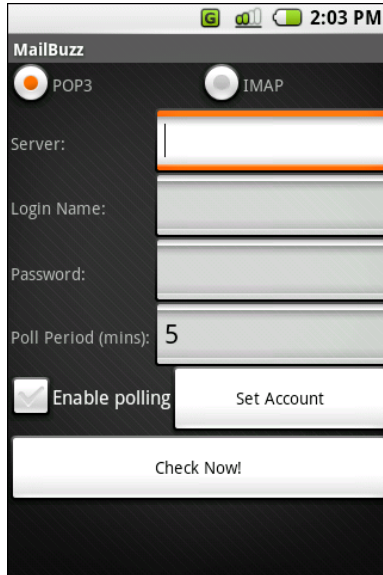 G 2:03 PM
MailBuzz
POP3 IMAP
Server:
Login Name:
Password:
Poll Period (mins): 5
Enable polling Set Account
Check Now!